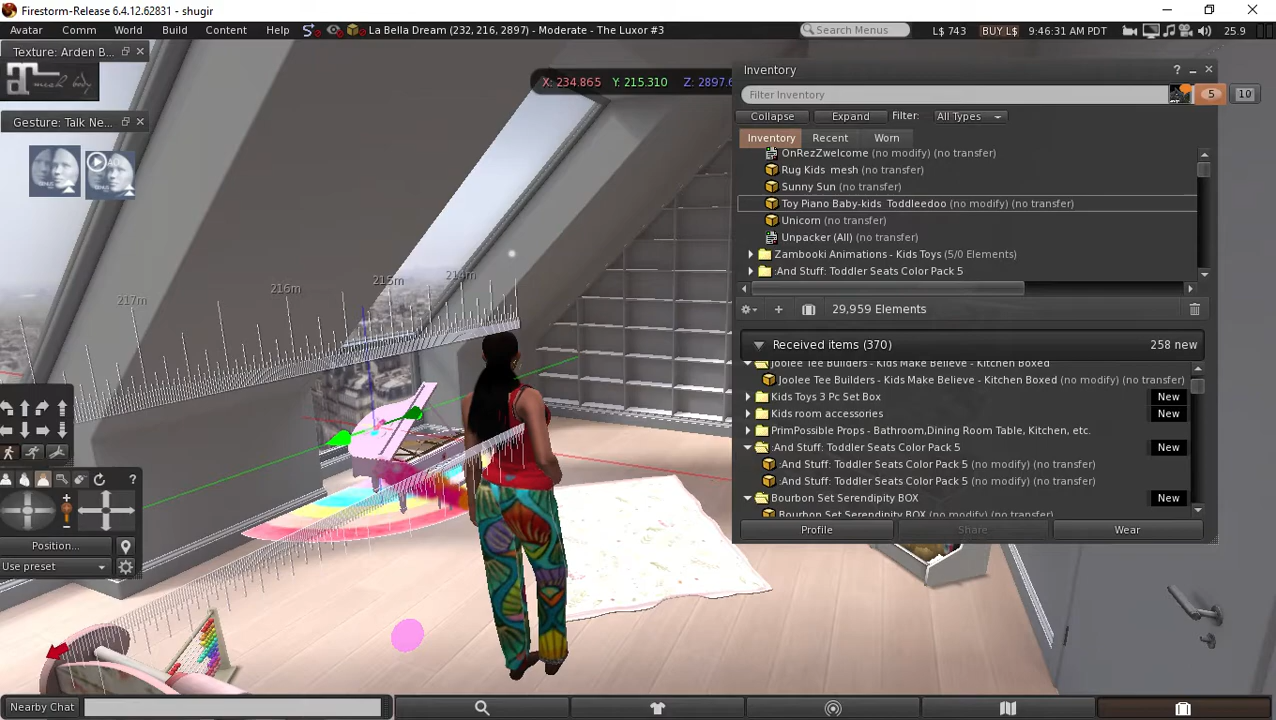 Firestorm-Release 6.4.12.62831 - shugir
Avatar Comm World Build Content Help La Bella Dream (232, 216, 2897) - Moderate - The Luxor #3 Search Menus L$ 743 BUY L$ 9:46:31 AM PDT 25.9
Texture: Arden B...
mesh body
Gesture: Talk Ne...
X: 234.865 Y: 215.310 Z: 2897.6
217m 216m 215m 214m
Inventory ?
Filter Inventory 5 10
Collapse Expand Filter: All Types
Inventory Recent Worn
OnRezZwelcome (no modify) (no transfer)
Rug Kids mesh (no transfer)
Sunny Sun (no transfer)
Toy Piano Baby-kids Toddleedoo (no modify) (no transfer)
Unicorn (no transfer)
Unpacker (All) (no transfer)
Zambooki Animations - Kids Toys (5/0 Elements)
:And Stuff: Toddler Seats Color Pack 5
29,959 Elements
Received items (370) 258 new
Joolee Tee Builders - Kids Make Believe - Kitchen Boxed
Joolee Tee Builders - Kids Make Believe - Kitchen Boxed (no modify) (no transfer)
Kids Toys 3 Pc Set Box New
Kids room accessories New
PrimPossible Props - Bathroom,Dining Room Table, Kitchen, etc.
:And Stuff: Toddler Seats Color Pack 5 New
:And Stuff: Toddler Seats Color Pack 5 (no modify) (no transfer)
:And Stuff: Toddler Seats Color Pack 5 (no modify) (no transfer)
Bourbon Set Serendipity BOX New
Bourbon Set Serendipity BOX (no modify) (no transfer)
Profile Share Wear
?
Position...
Use preset
Nearby Chat